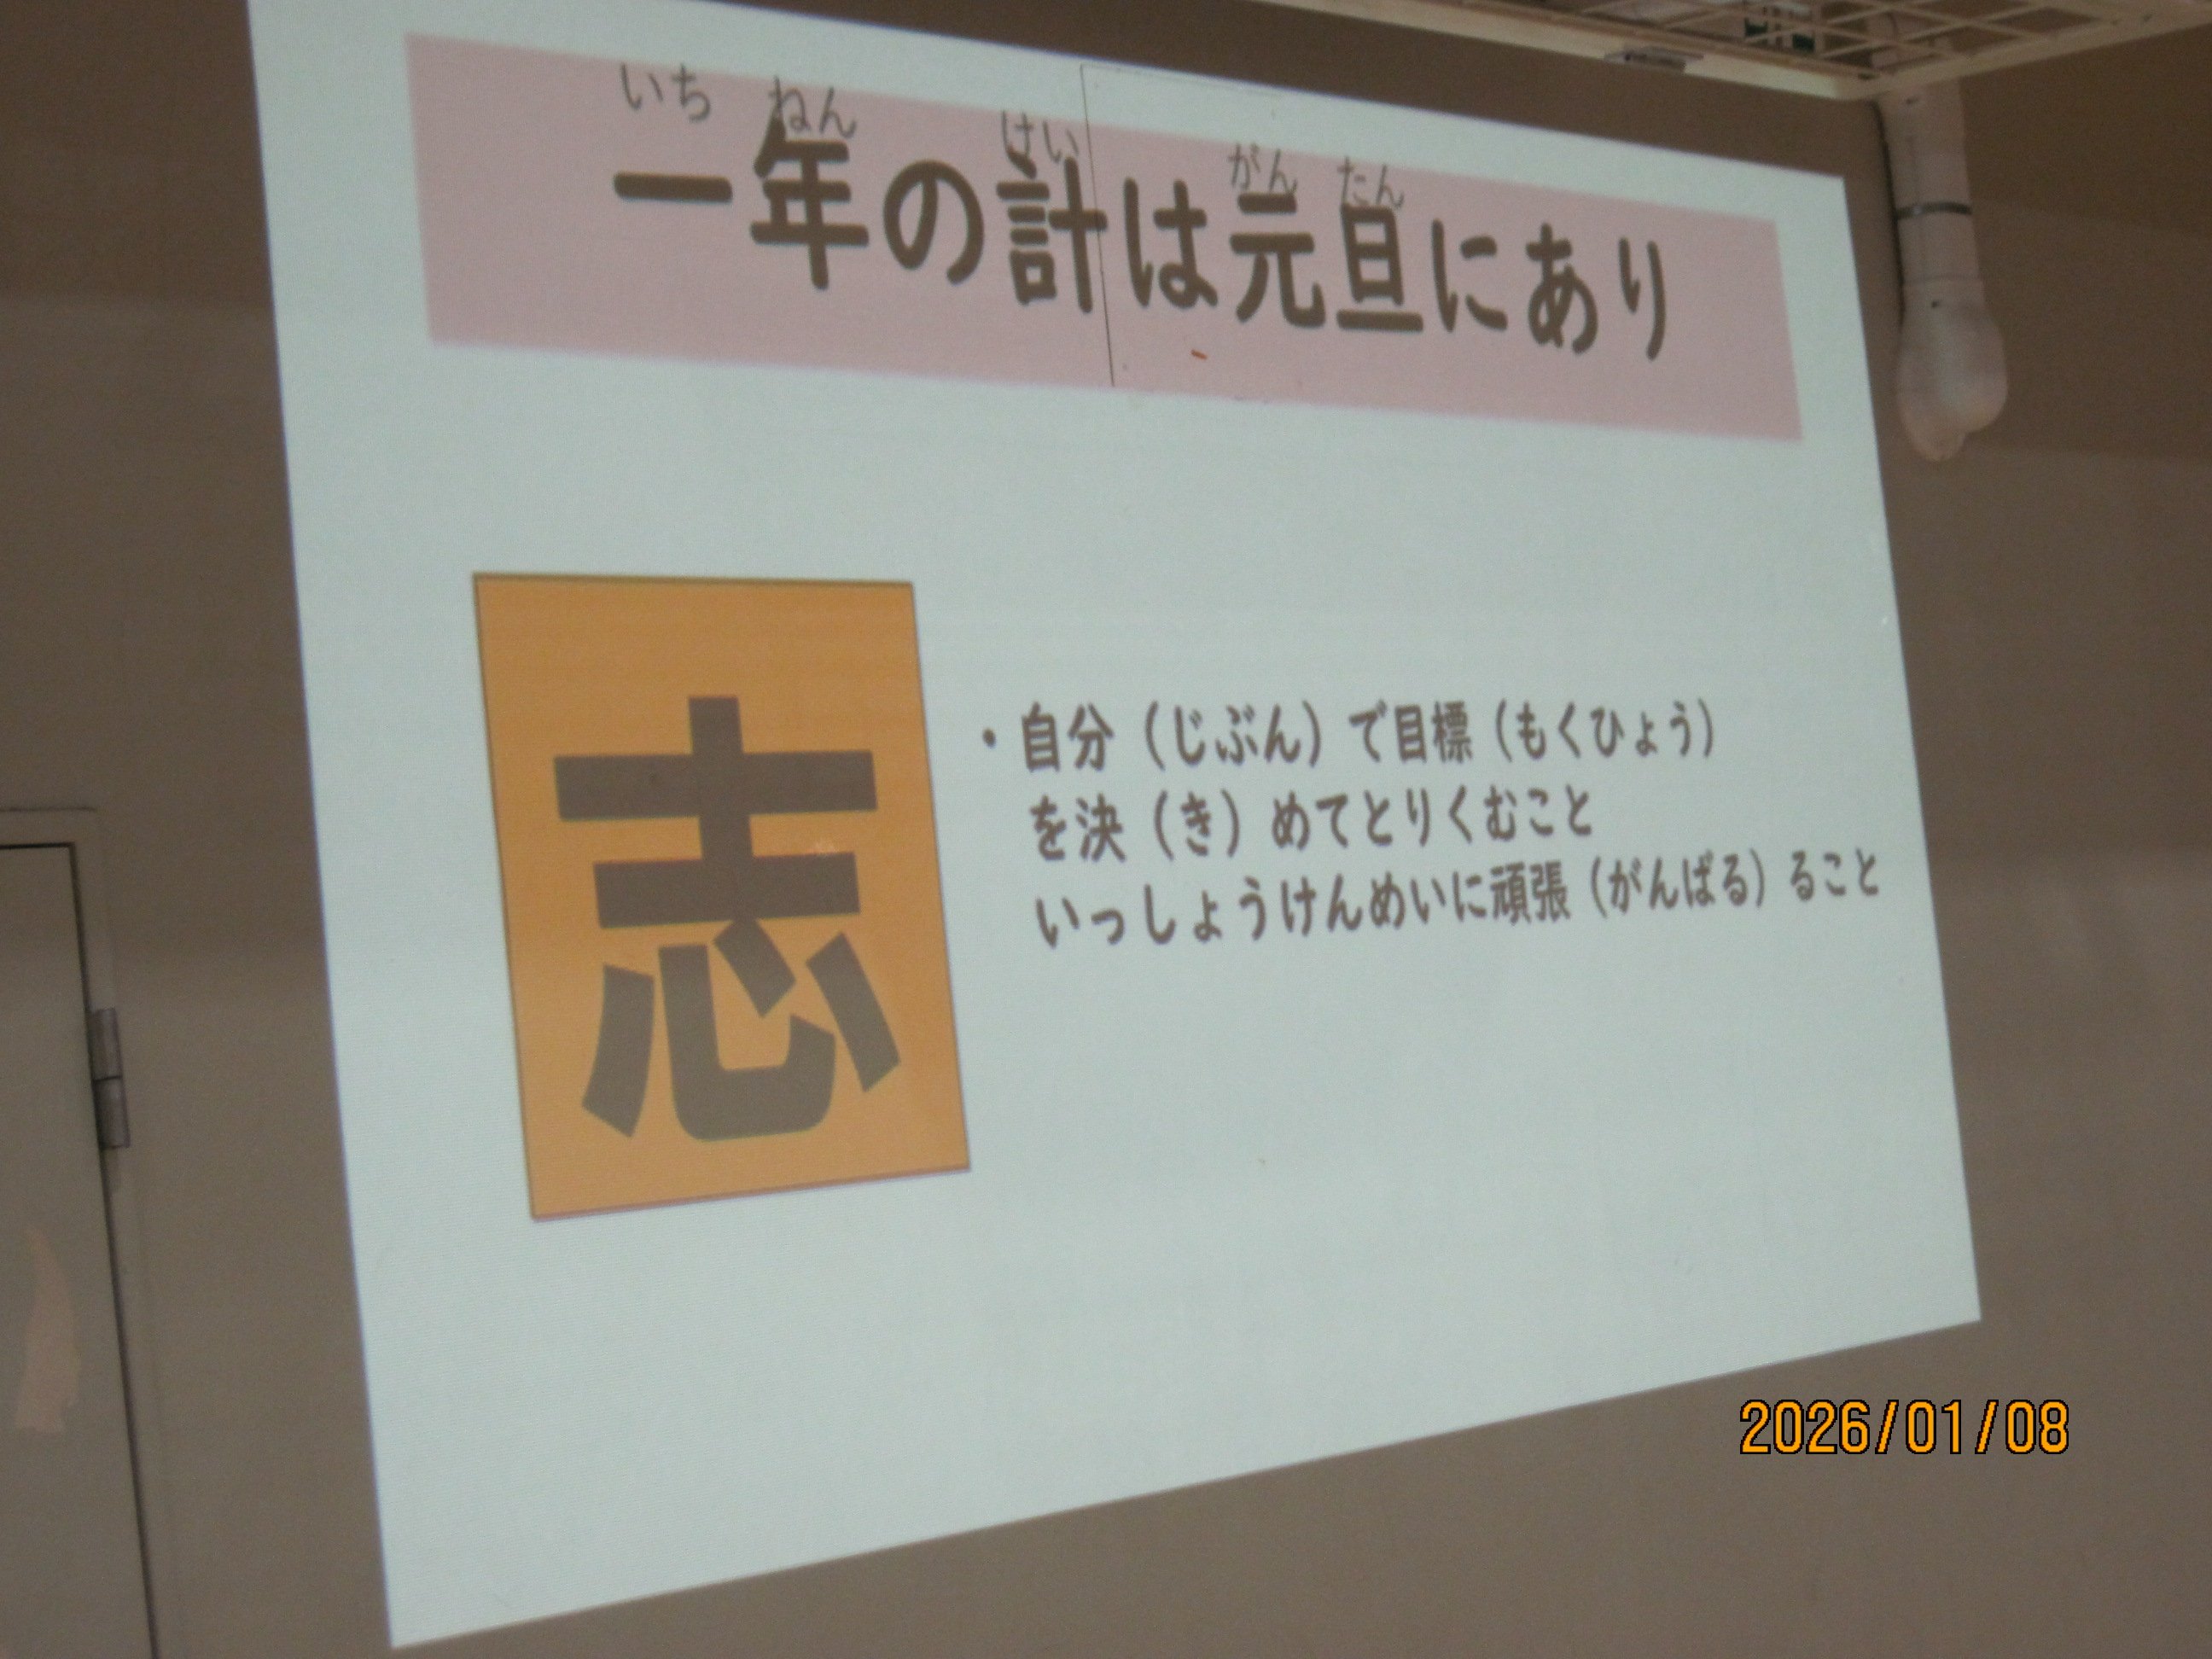 いち ねん けい がん たん
一年の計は元旦にあり
志
・自分（じぶん）で目標（もくひょう）
を決（き）めてとりくむこと
いっしょうけんめいに頑張（がんばる）ること
2026/01/08